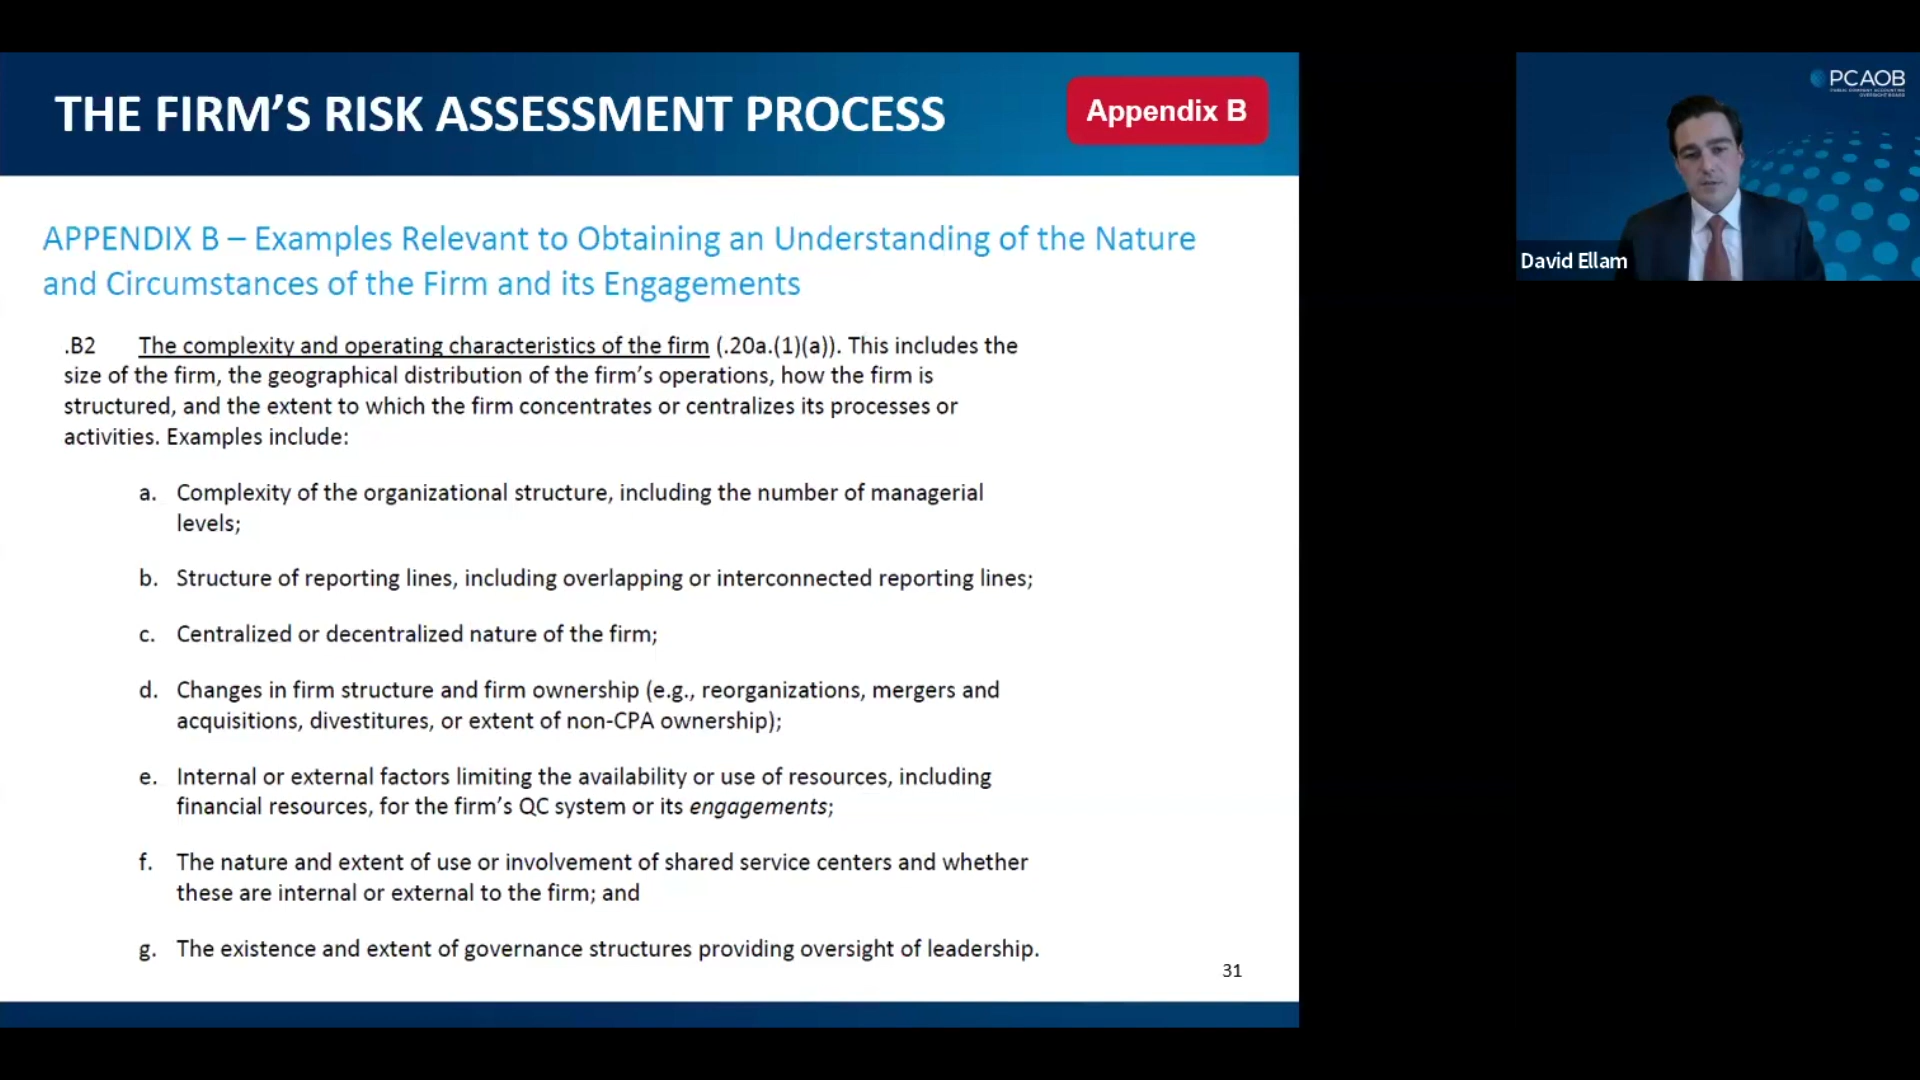 THE FIRM'S RISK ASSESSMENT PROCESS
Appendix B
APPENDIX B – Examples Relevant to Obtaining an Understanding of the Nature
and Circumstances of the Firm and its Engagements
.B2 The complexity and operating characteristics of the firm (.20a.(1)(a)). This includes the
size of the firm, the geographical distribution of the firm's operations, how the firm is
structured, and the extent to which the firm concentrates or centralizes its processes or
activities. Examples include:
a. Complexity of the organizational structure, including the number of managerial
levels;
b. Structure of reporting lines, including overlapping or interconnected reporting lines;
c. Centralized or decentralized nature of the firm;
d. Changes in firm structure and firm ownership (e.g., reorganizations, mergers and
acquisitions, divestitures, or extent of non-CPA ownership);
e. Internal or external factors limiting the availability or use of resources, including
financial resources, for the firm's QC system or its engagements;
f. The nature and extent of use or involvement of shared service centers and whether
these are internal or external to the firm; and
g. The existence and extent of governance structures providing oversight of leadership.
31
PCAOB
PUBLIC COMPANY ACCOUNTING
OVERSIGHT BOARD
David Ellam